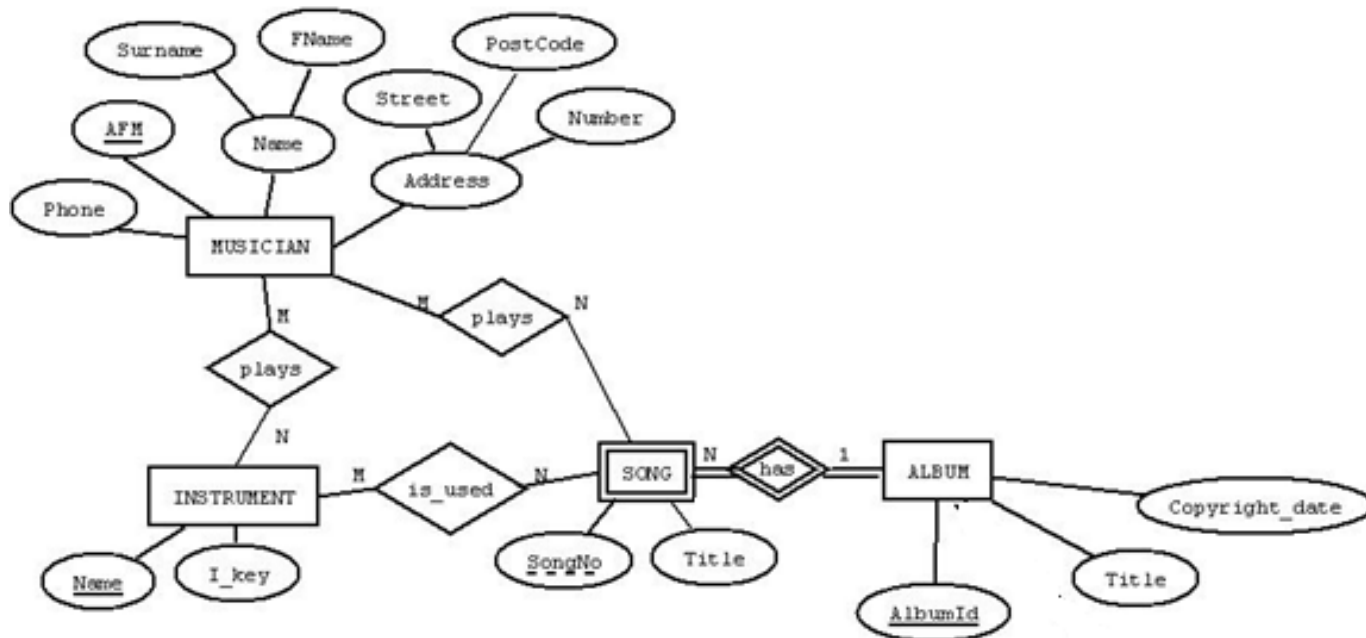 FName
PostCode
Surname
Street
Number
AFM
Name
Address
Phone
MUSICIAN
M
plays
N
M
plays
N
M
is_used
N
SONG
N
has
1
ALBUM
INSTRUMENT
Copyright_date
Name
I_key
SongNo
Title
Title
AlbumId